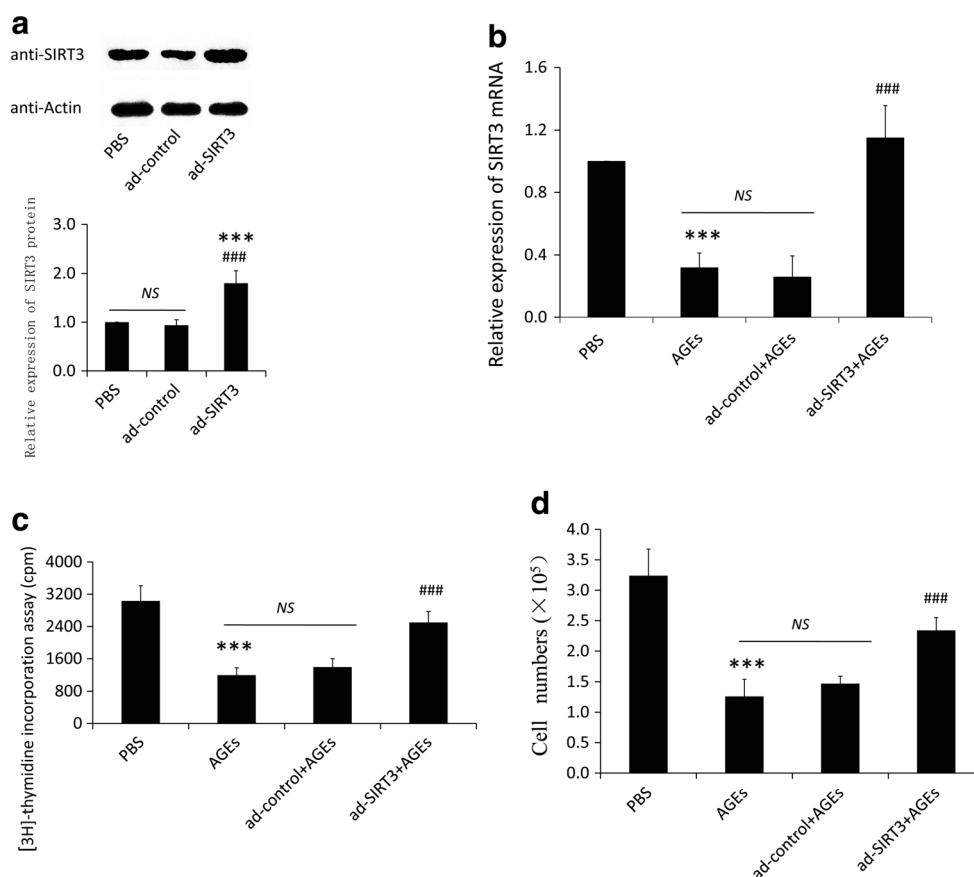 a
anti-SIRT3
anti-Actin
PBS
ad-control
ad-SIRT3
Relative expression of SIRT3 protein
3.0
2.0
1.0
0.0
NS
***
###
PBS
ad-control
ad-SIRT3
b
Relative expression of SIRT3 mRNA
1.6
1.2
0.8
0.4
0.0
***
NS
###
PBS
AGEs
ad-control+AGEs
ad-SIRT3+AGEs
c
[3H]-thymidine incorporation assay (cpm)
4000
3200
2400
1600
800
0
***
NS
###
PBS
AGEs
ad-control+AGEs
ad-SIRT3+AGEs
d
Cell numbers (×10⁵)
4.0
3.5
3.0
2.5
2.0
1.5
1.0
0.5
0.0
***
NS
###
PBS
AGEs
ad-control+AGEs
ad-SIRT3+AGEs